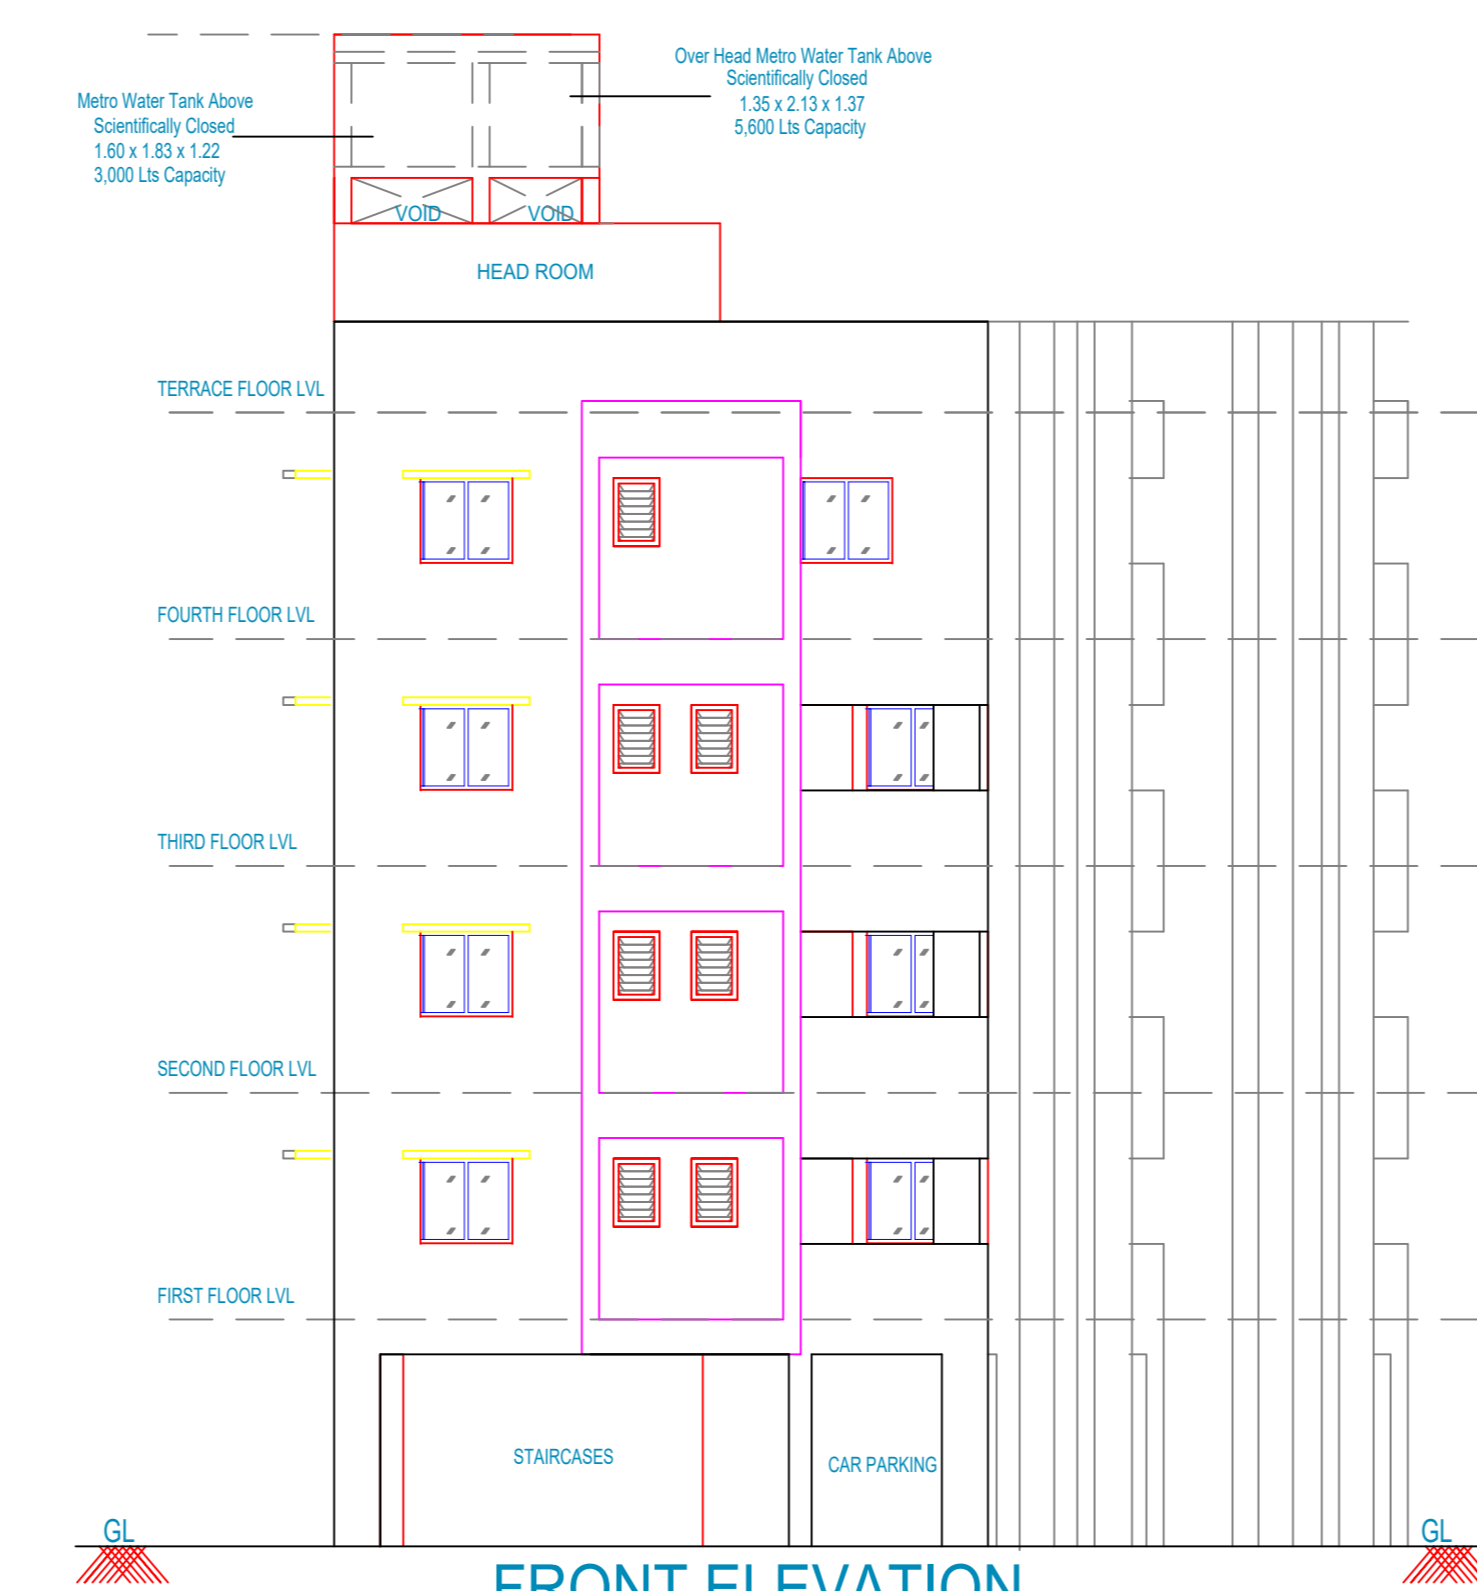 Over Head Metro Water Tank Above
Scientifically Closed
1.35 x 2.13 x 1.37
5,600 Lts Capacity
Metro Water Tank Above
Scientifically Closed
1.60 x 1.83 x 1.22
3,000 Lts Capacity
VOID VOID
HEAD ROOM
TERRACE FLOOR LVL
FOURTH FLOOR LVL
THIRD FLOOR LVL
SECOND FLOOR LVL
FIRST FLOOR LVL
STAIRCASES
CAR PARKING
GL GL
FRONT ELEVATION